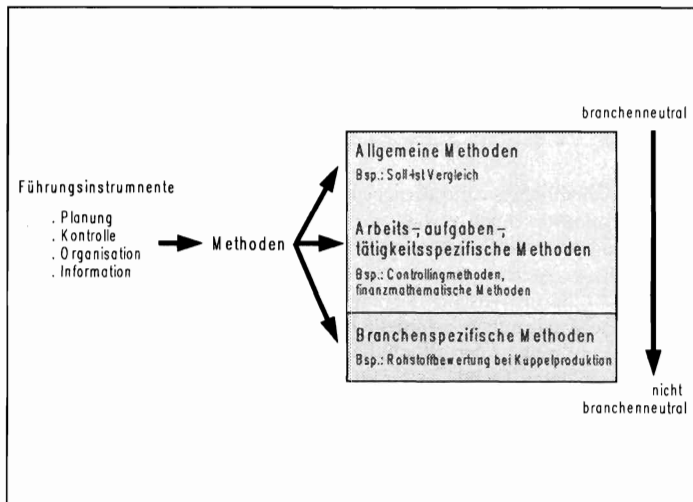 branchenneutral
Allgemeine Methoden
Bsp.: Soll-Ist Vergleich
Führungsinstrumnente
. Planung
. Kontrolle
. Organisation
. Information
Methoden
Arbeits-, aufgaben-,
tätigkeitsspezifische Methoden
Bsp.: Controllingmethoden,
finanzmathematische Methoden
Branchenspezifische Methoden
Bsp.: Rohstoffbewertung bei Kuppelproduktion
nicht
branchenneutral